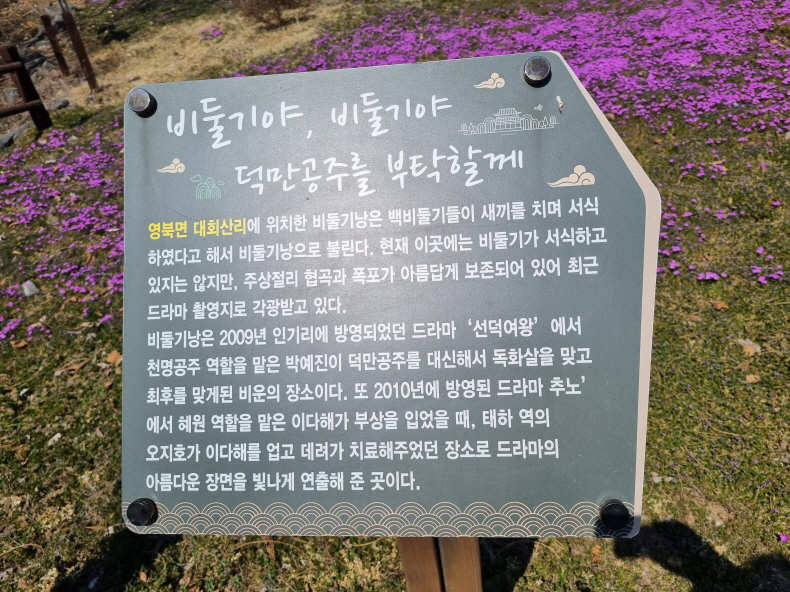 비둘기야, 비둘기야
덕만공주를 부탁할께
영북면 대회산리에 위치한 비둘기낭은 백비둘기들이 새끼를 치며 서식
하였다고 해서 비둘기낭으로 불린다. 현재 이곳에는 비둘기가 서식하고
있지는 않지만, 주상절리 협곡과 폭포가 아름답게 보존되어 있어 최근
드라마 촬영지로 각광받고 있다.
비둘기낭은 2009년 인기리에 방영되었던 드라마 ‘선덕여왕’ 에서
천명공주 역할을 맡은 박예진이 덕만공주를 대신해서 독화살을 맞고
최후를 맞게된 비운의 장소이다. 또 2010년에 방영된 드라마 추노’
에서 혜원 역할을 맡은 이다해가 부상을 입었을 때, 태하 역의
오지호가 이다해를 업고 데려가 치료해주었던 장소로 드라마의
아름다운 장면을 빛나게 연출해 준 곳이다.